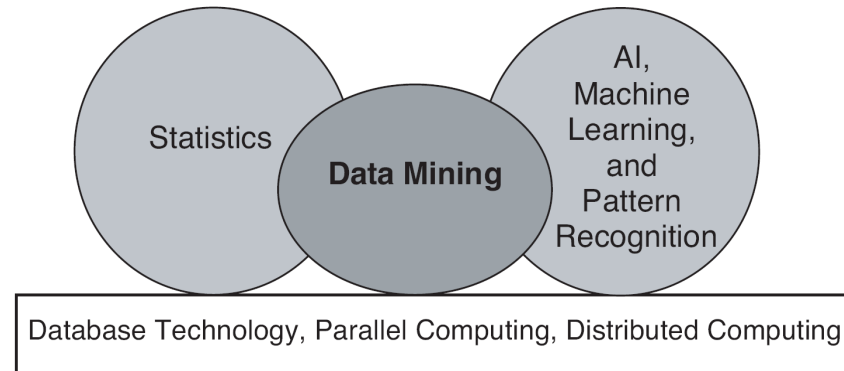 Statistics
Data Mining
AI,
Machine
Learning,
and
Pattern
Recognition
Database Technology, Parallel Computing, Distributed Computing